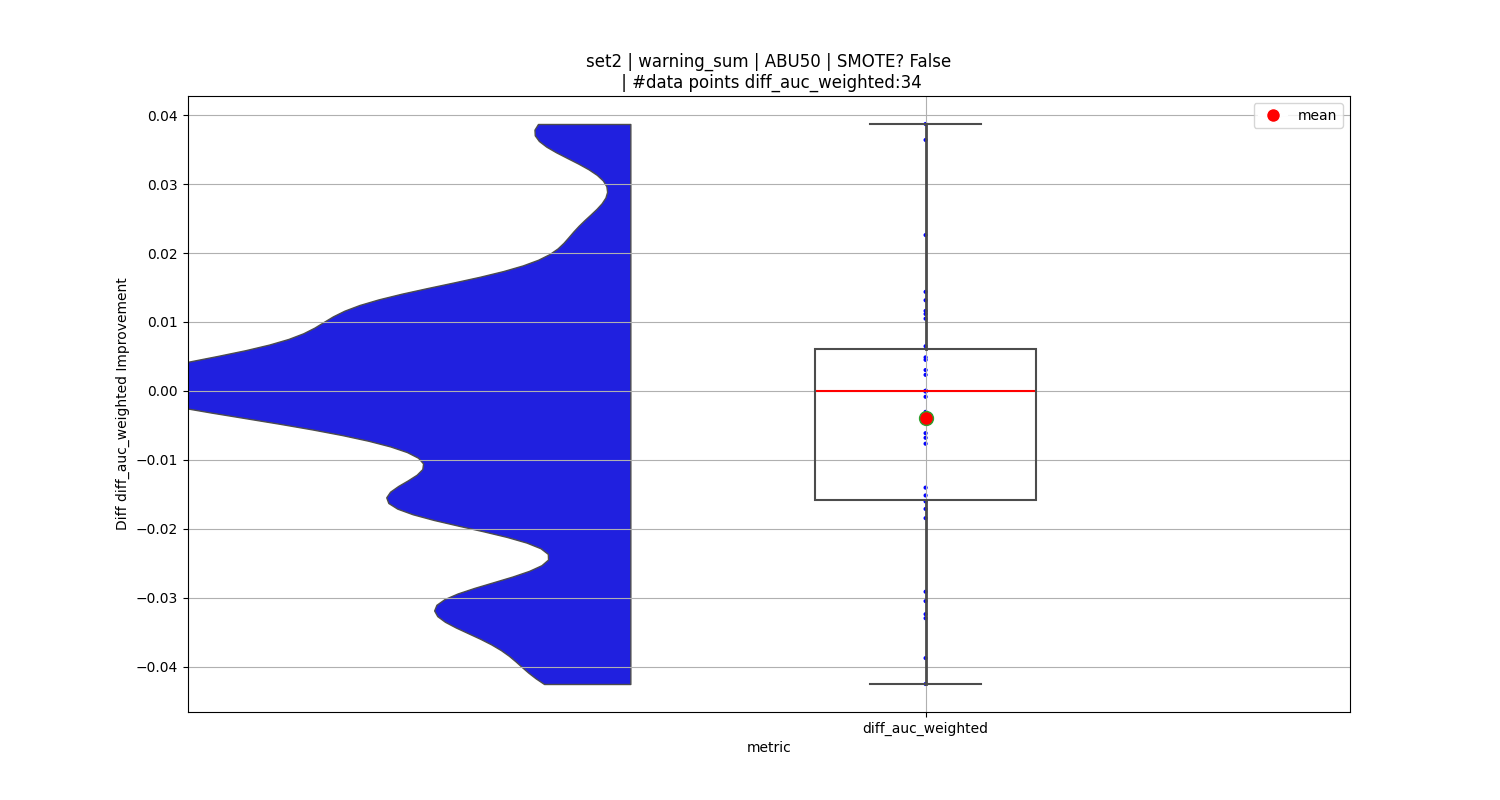 set2 | warning_sum | ABU50 | SMOTE? False
| #data points diff_auc_weighted:34
mean
0.04
0.03
0.02
0.01
0.00
−0.01
−0.02
−0.03
−0.04
Diff diff_auc_weighted Improvement
diff_auc_weighted
metric